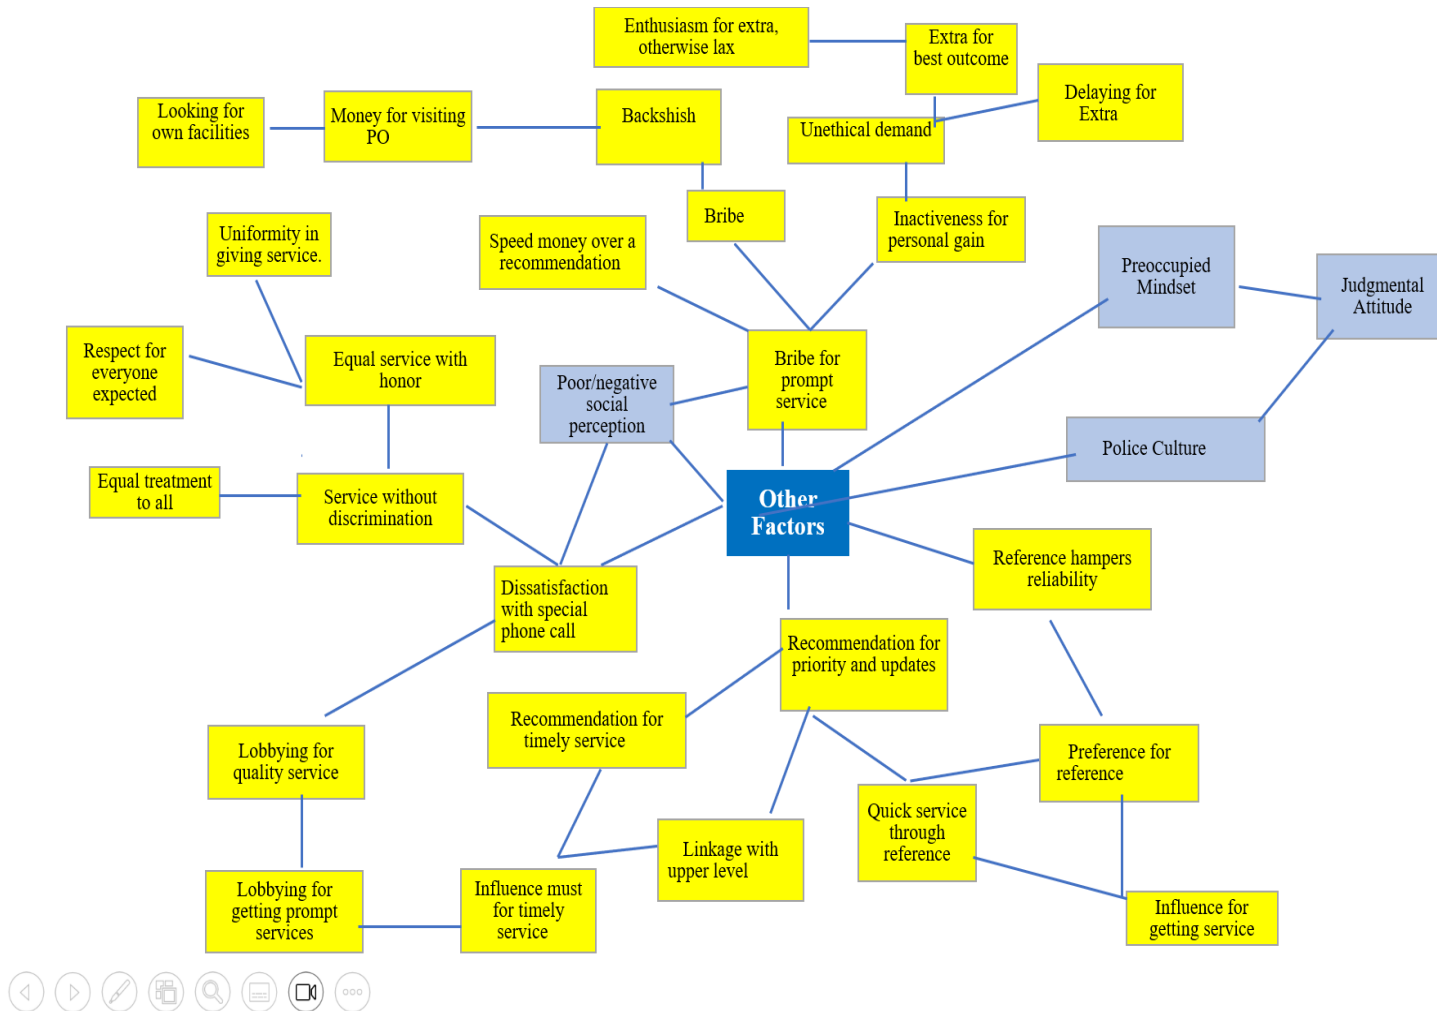 Enthusiasm for extra,
otherwise lax
Extra for
best outcome
Delaying for
Extra
Looking for
own facilities
Money for visiting
PO
Backshish
Unethical demand
Bribe
Inactiveness for
personal gain
Uniformity in
giving service.
Speed money over a
recommendation
Preoccupied
Mindset
Judgmental
Attitude
Respect for
everyone
expected
Equal service with
honor
Poor/negative
social
perception
Bribe for
prompt
service
Police Culture
Equal treatment
to all
Service without
discrimination
Other
Factors
Reference hampers
reliability
Dissatisfaction
with special
phone call
Recommendation for
priority and updates
Recommendation for
timely service
Lobbying for
quality service
Preference for
reference
Quick service
through
reference
Linkage with
upper level
Lobbying for
getting prompt
services
Influence must
for timely
service
Influence for
getting service